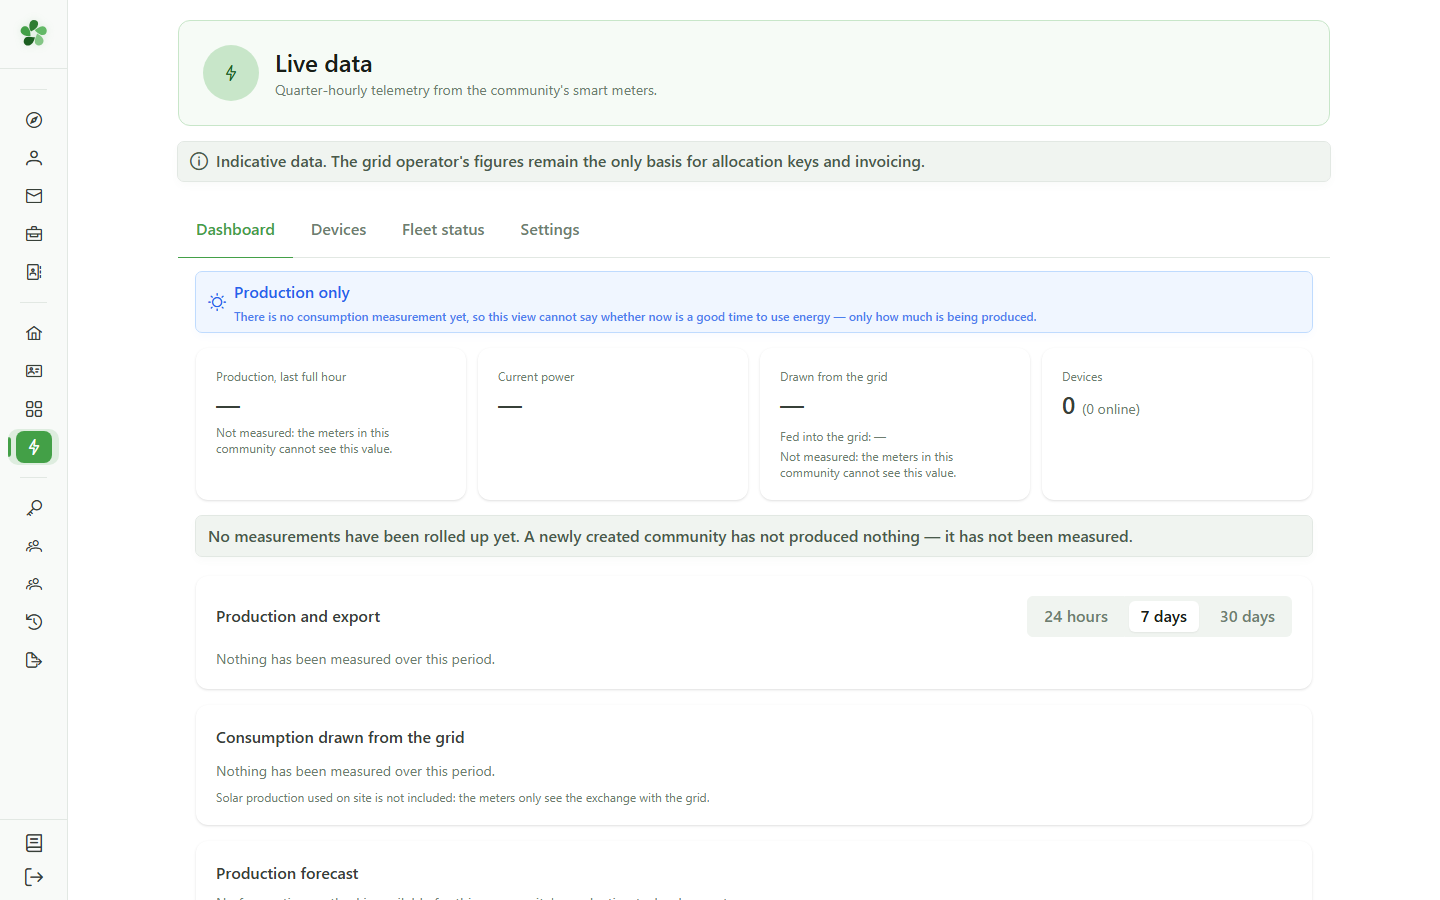 Live data
Quarter-hourly telemetry from the community's smart meters.
Indicative data. The grid operator's figures remain the only basis for allocation keys and invoicing.
Dashboard Devices Fleet status Settings
Production only
There is no consumption measurement yet, so this view cannot say whether now is a good time to use energy — only how much is being produced.
Production, last full hour
—
Not measured: the meters in this
community cannot see this value.
Current power
—
Drawn from the grid
—
Fed into the grid: —
Not measured: the meters in this
community cannot see this value.
Devices
0 (0 online)
No measurements have been rolled up yet. A newly created community has not produced nothing — it has not been measured.
Production and export
24 hours 7 days 30 days
Nothing has been measured over this period.
Consumption drawn from the grid
Nothing has been measured over this period.
Solar production used on site is not included: the meters only see the exchange with the grid.
Production forecast